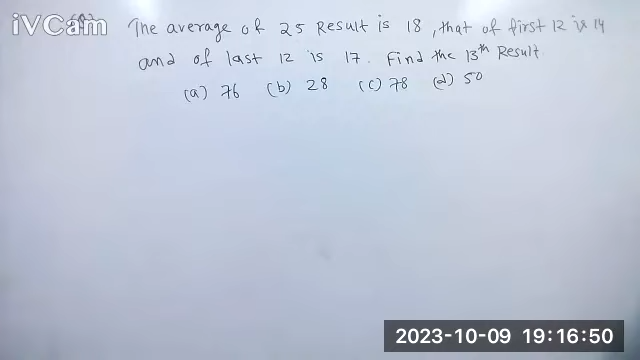 iVCam
The average of 25 Result is 18, that of first 12 is 14
and of last 12 is 17. Find the 13th Result
(a) 76 (b) 28 (c) 78 (d) 50
2023-10-09 19:16:50